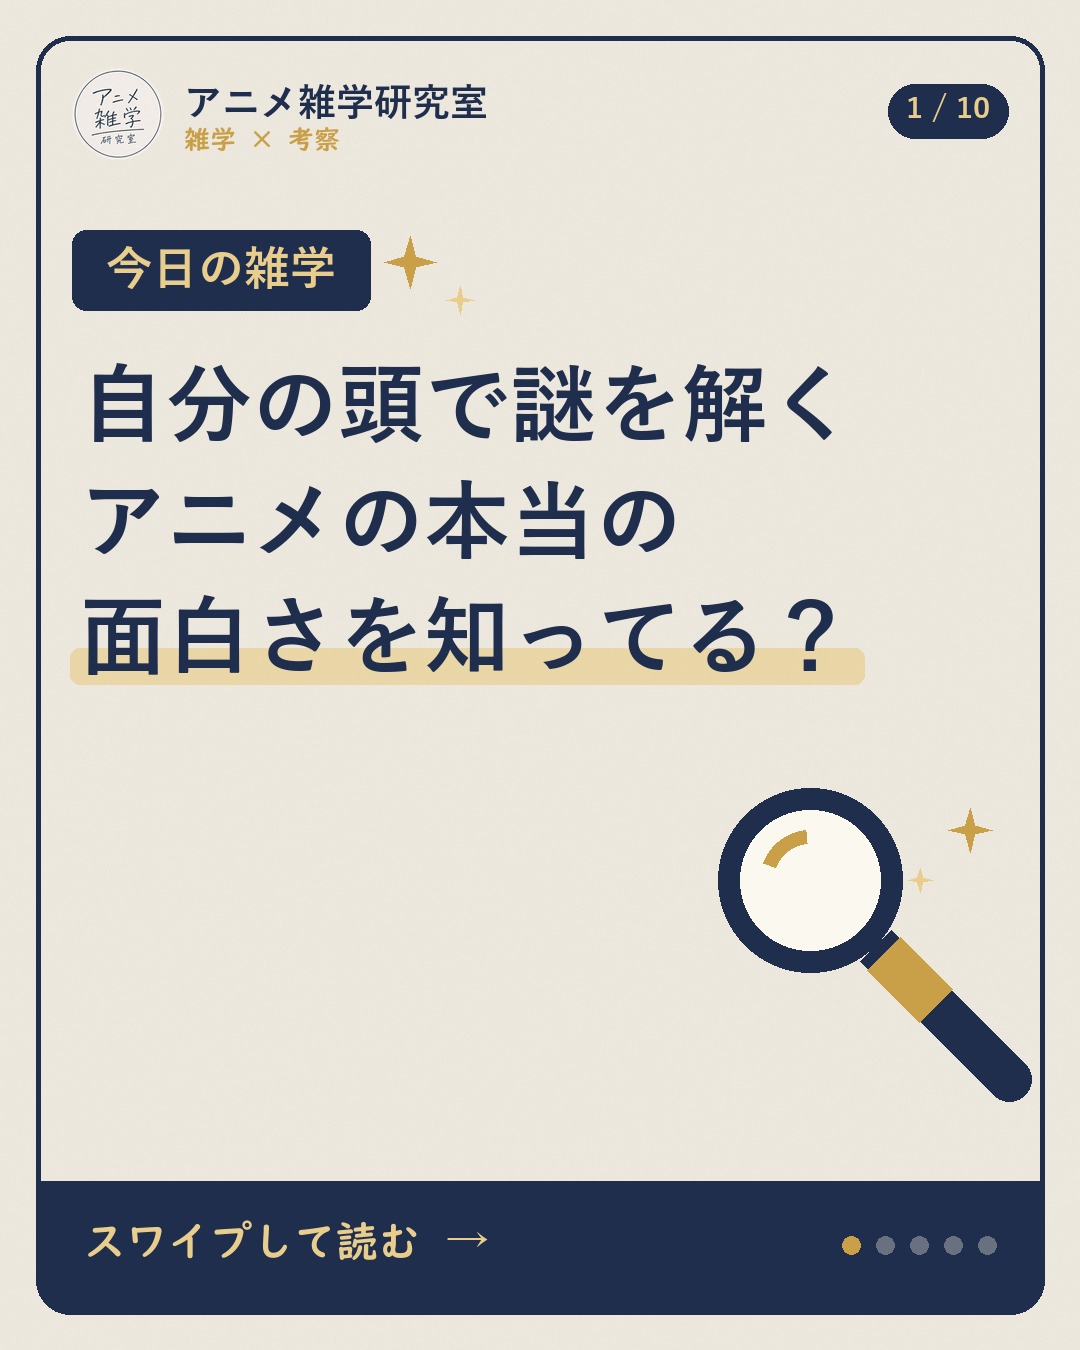 アニメ
雑学
研究室
アニメ雑学研究室
雑学 × 考察
1 / 10
今日の雑学
自分の頭で謎を解く
アニメの本当の
面白さを知ってる？
スワイプして読む →